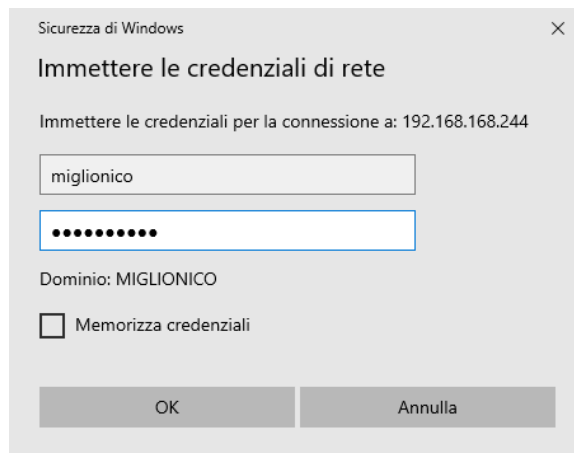 Sicurezza di Windows
Immettere le credenziali di rete
Immettere le credenziali per la connessione a: 192.168.168.244
miglionico
●●●●●●●●●●
Dominio: MIGLIONICO
Memorizza credenziali
OK
Annulla